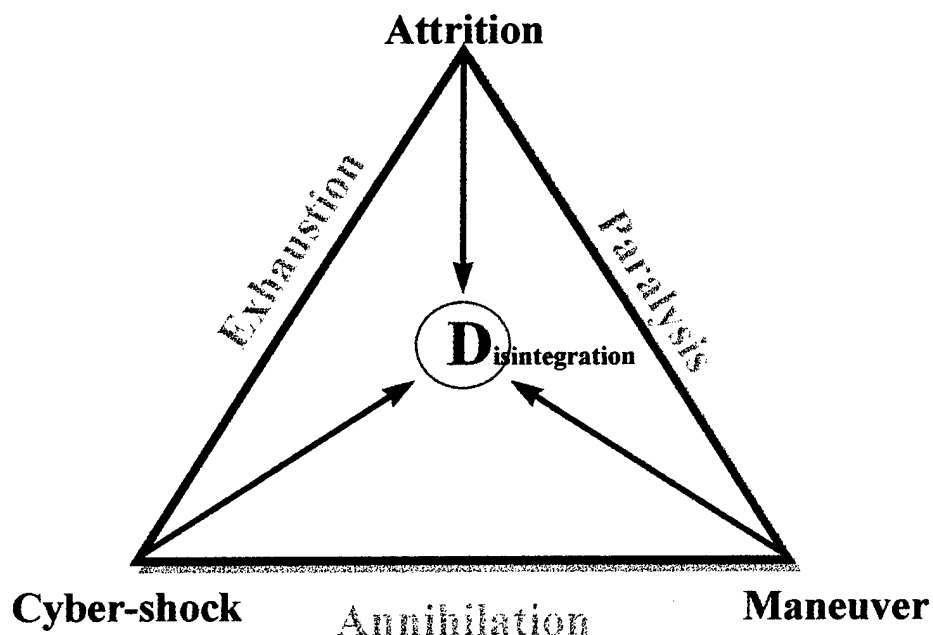 Attrition
Exhaustion
Paralysis
Disintegration
Cyber-shock
Annihilation
Maneuver